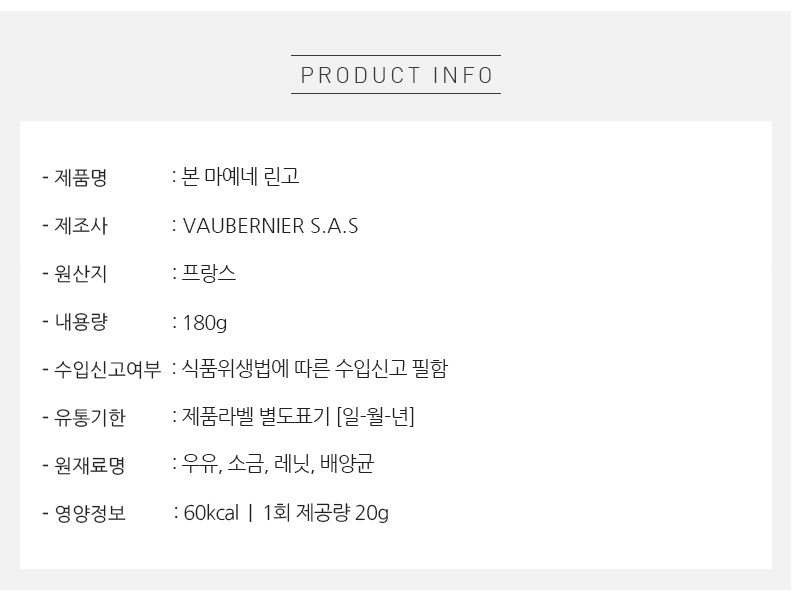 PRODUCT INFO
- 제품명 : 본 마예네 린고
- 제조사 : VAUBERNIER S.A.S
- 원산지 : 프랑스
- 내용량 : 180g
- 수입신고여부 : 식품위생법에 따른 수입신고 필함
- 유통기한 : 제품라벨 별도표기 [일-월-년]
- 원재료명 : 우유, 소금, 레닛, 배양균
- 영양정보 : 60kcal | 1회 제공량 20g